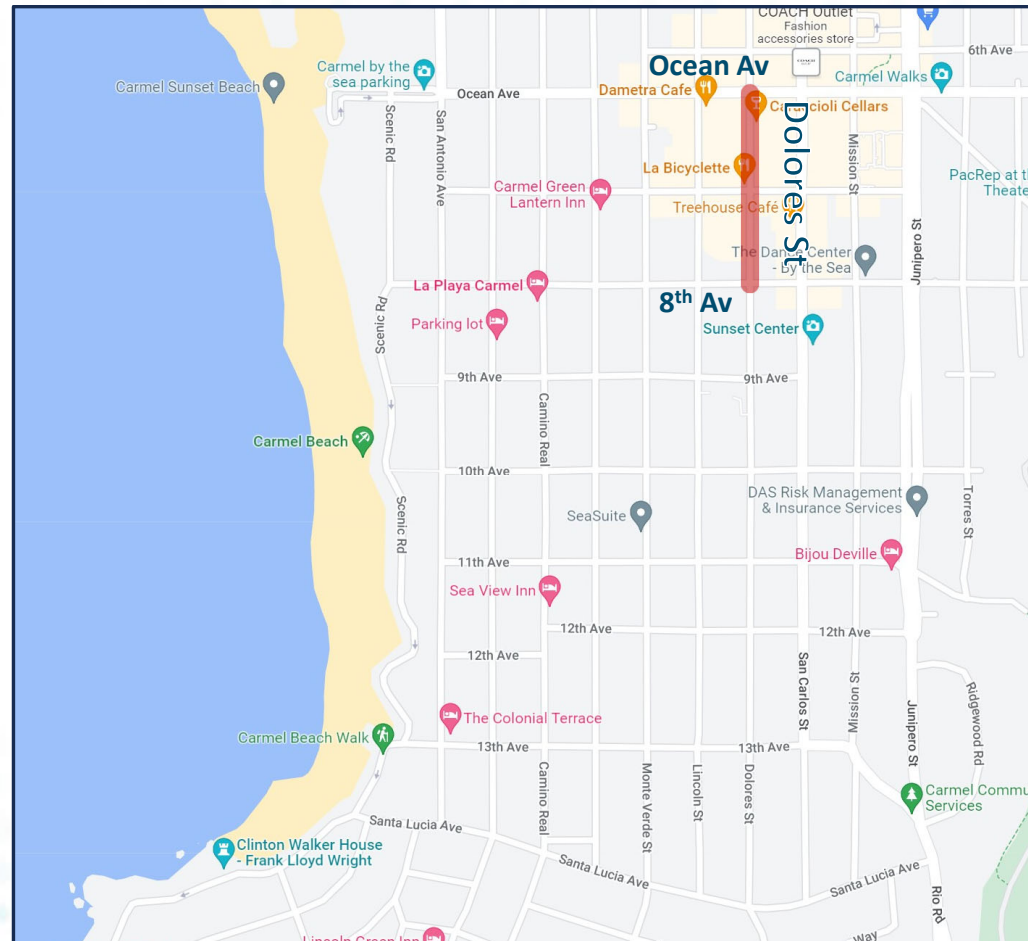 COACH Outlet
Fashion
accessories store
6th Ave
Ocean Av
Carmel by the
sea parking
Carmel Sunset Beach
Dametra Cafe
Carmel Walks
Ocean Ave
Caraccioli Cellars
Dolores St
Scenic Rd
San Antonio Ave
Mission St
La Bicyclette
PacRep at th
Theate
Carmel Green
Lantern Inn
Treehouse Café
Junipero St
The Dance Center
- By the Sea
La Playa Carmel
8th Av
Parking lot
Scenic Rd
Sunset Center
9th Ave
9th Ave
Camino Real
Carmel Beach
10th Ave
DAS Risk Management
& Insurance Services
Torres St
SeaSuite
Scenic Rd
Bijou Deville
11th Ave
Sea View Inn
12th Ave
12th Ave
12th Ave
San Carlos St
Mission St
Ridgewood Rd
The Colonial Terrace
Junipero St
Carmel Beach Walk
13th Ave
13th Ave
Camino Real
Monte Verde St
Lincoln St
Dolores St
Carmel Commu
Services
Santa Lucia Ave
Clinton Walker House
- Frank Lloyd Wright
Santa Lucia Ave
Santa Lucia Ave
Rio Rd
Lincoln Green Inn
Way